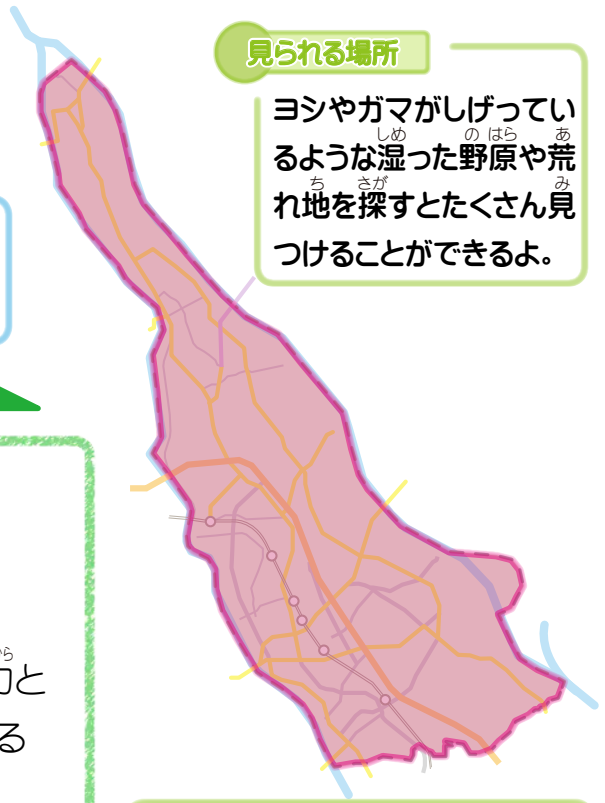 見られる場所
ヨシやガマがしげってい
るような湿った野原や荒
れ地を探すとたくさん見
つけることができるよ。
しめ
の はら
あ
ち
さが
み
と
る